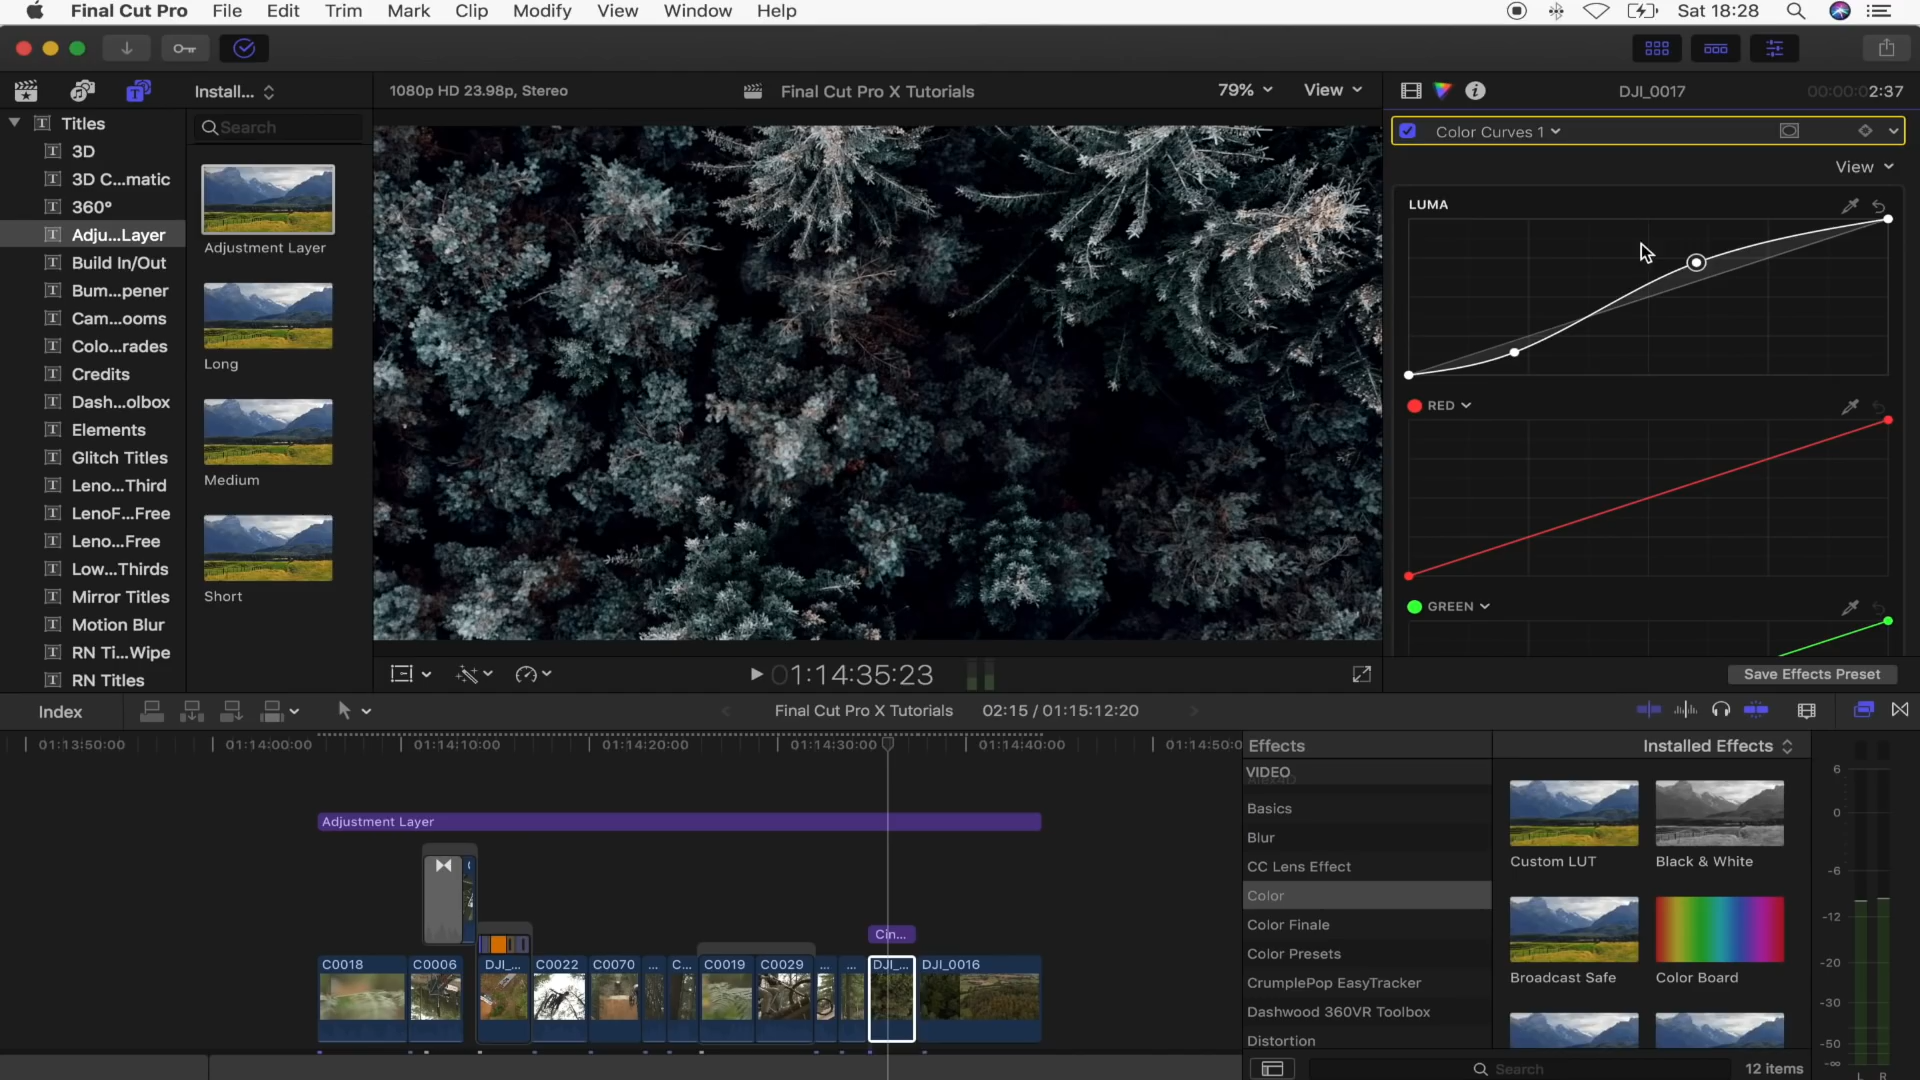 Final Cut Pro File Edit Trim Mark Clip Modify View Window Help Sat 18:28
Install...
1080p HD 23.98p, Stereo
Final Cut Pro X Tutorials
79%
View
DJI_0017
00:00:02:37
Titles
3D
3D C...matic
360°
Adju...Layer
Build In/Out
Bum...pener
Cam...ooms
Colo...rades
Credits
Dash...olbox
Elements
Glitch Titles
Leno...Third
LenoF...Free
Leno...Free
Low...Thirds
Mirror Titles
Motion Blur
RN Ti...Wipe
RN Titles
Search
Adjustment Layer
Long
Medium
Short
Color Curves 1
View
LUMA
RED
GREEN
Save Effects Preset
01:14:35:23
Index
Final Cut Pro X Tutorials 02:15 / 01:15:12:20
01:13:50:00 01:14:00:00 01:14:10:00 01:14:20:00 01:14:30:00 01:14:40:00 01:14:50:0
Adjustment Layer
Cin...
C0018 C0006 DJI_... C0022 C0070 ... C... C0019 C0029 ... ... DJI_... DJI_0016
Effects
Installed Effects
VIDEO
Basics
Blur
CC Lens Effect
Color
Color Finale
Color Presets
CrumplePop EasyTracker
Dashwood 360VR Toolbox
Distortion
Custom LUT
Black & White
Broadcast Safe
Color Board
Search
12 items
6
0
-6
-12
-20
-30
-50
-∞
L R